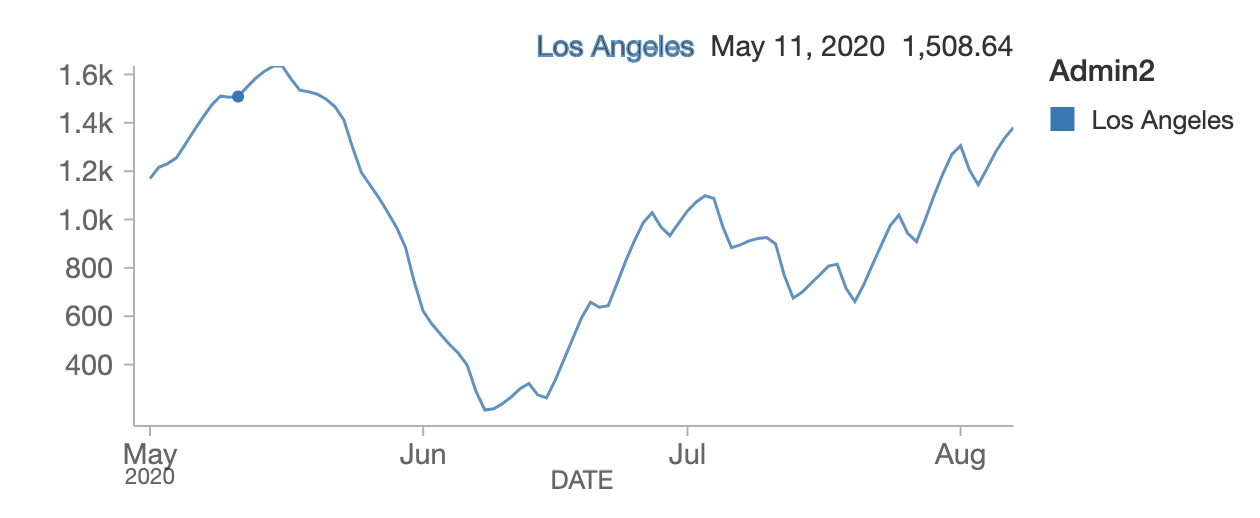 Los Angeles May 11, 2020 1,508.64
Admin2
Los Angeles
1.6k
1.4k
1.2k
1.0k
800
600
400
May Jun Jul Aug
2020
DATE